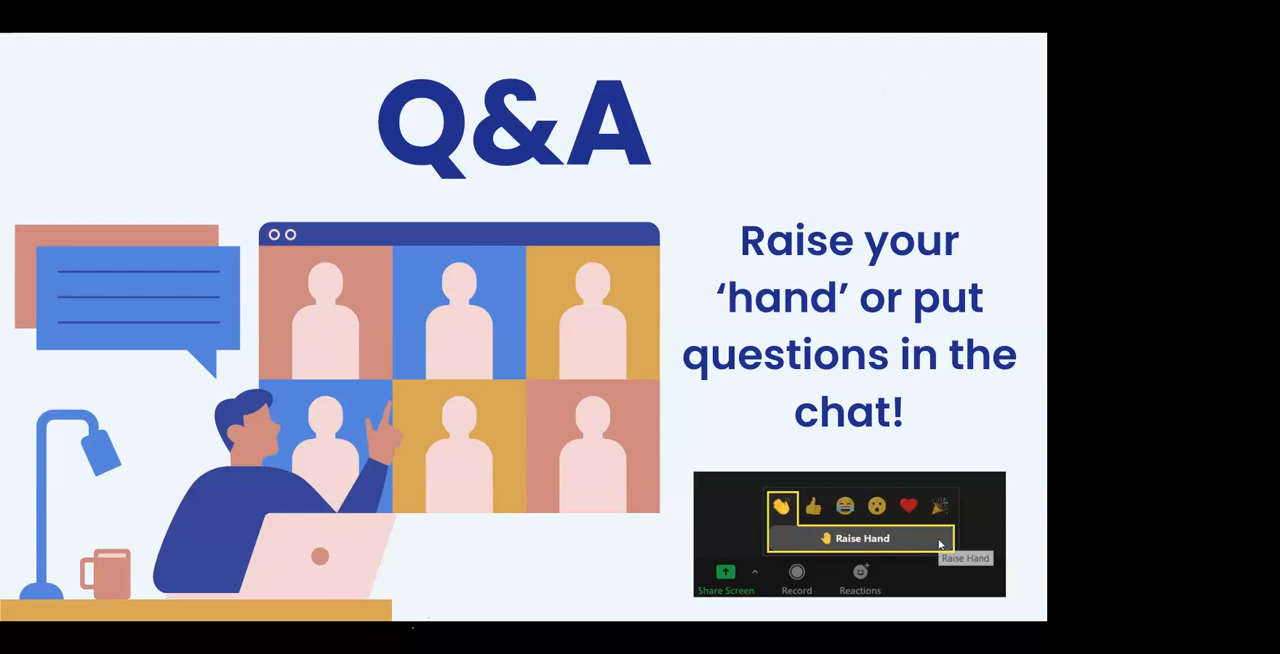 Q&A
Raise your
‘hand’ or put
questions in the
chat!
Raise Hand
Raise Hand
Share Screen
Record
Reactions